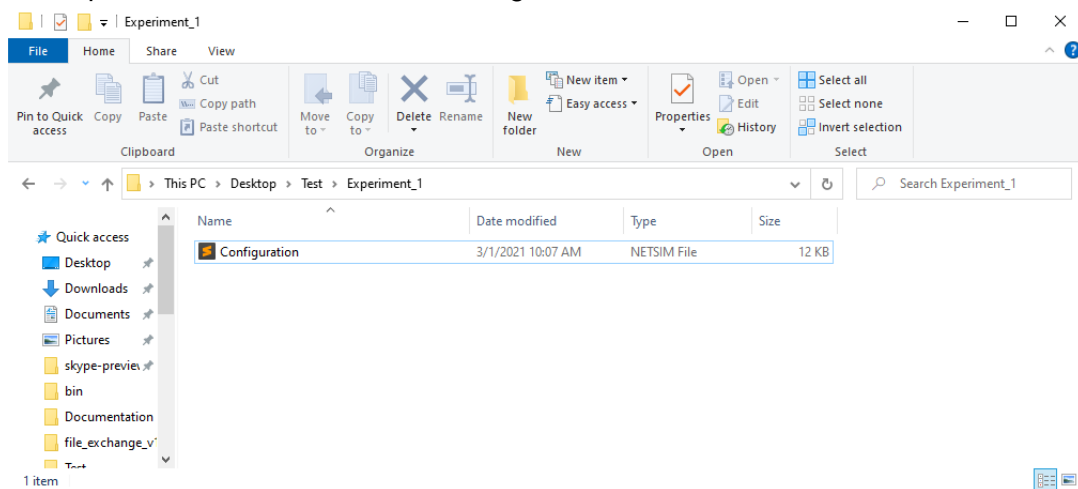 Experiment_1
File Home Share View
Pin to Quick access
Copy
Paste
Cut
Copy path
Paste shortcut
Clipboard
Move to
Copy to
Delete
Rename
Organize
New folder
New item
Easy access
New
Properties
Open
Edit
History
Open
Select all
Select none
Invert selection
Select
This PC > Desktop > Test > Experiment_1
Search Experiment_1
Name Date modified Type Size
Configuration 3/1/2021 10:07 AM NETSIM File 12 KB
Quick access
Desktop
Downloads
Documents
Pictures
skype-previe
bin
Documentation
file_exchange_v
Test
1 item